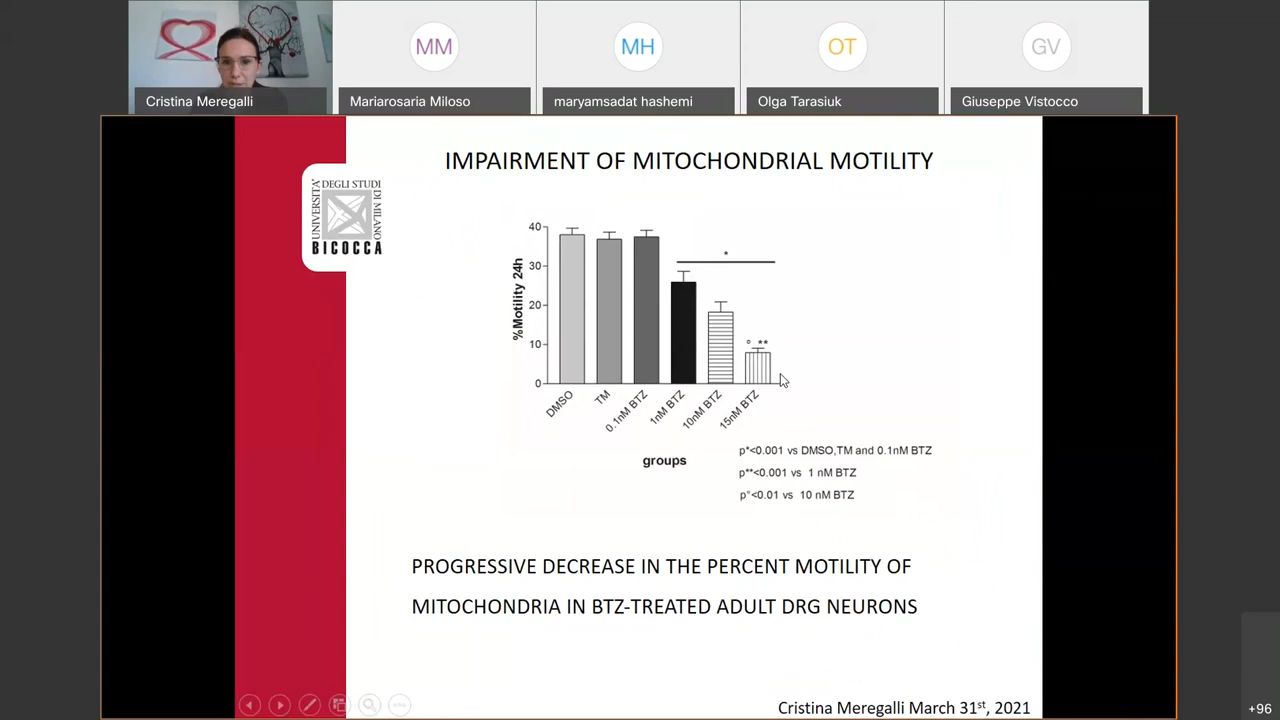 MM
MH
OT
GV
Cristina Meregalli
Mariarosaria Miloso
maryamsadat hashemi
Olga Tarasiuk
Giuseppe Vistocco
IMPAIRMENT OF MITOCHONDRIAL MOTILITY
UNIVERSITA'
DEGLI STUDI
DI MILANO
BICOCCA
%Motility 24h
40
30
20
10
0
*
° **
DMSO
TM
0.1nM BTZ
1nM BTZ
10nM BTZ
15nM BTZ
groups
p*<0.001 vs DMSO,TM and 0.1nM BTZ
p**<0.001 vs 1 nM BTZ
p°<0.01 vs 10 nM BTZ
PROGRESSIVE DECREASE IN THE PERCENT MOTILITY OF
MITOCHONDRIA IN BTZ-TREATED ADULT DRG NEURONS
Cristina Meregalli March 31st, 2021
+96